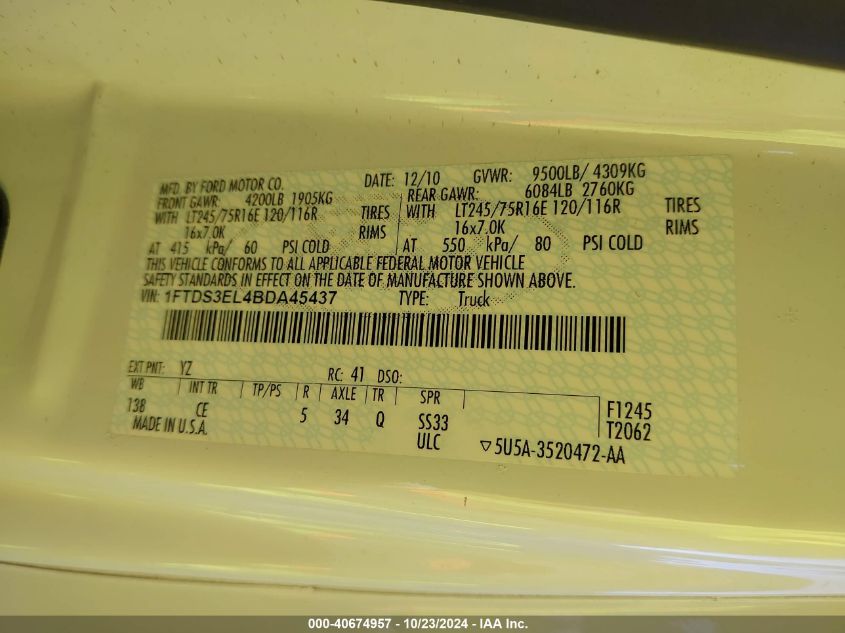 MFD. BY FORD MOTOR CO. DATE: 12/10 GVWR: 9500LB/ 4309KG
FRONT GAWR: 4200LB 1905KG REAR GAWR: 6084LB 2760KG
WITH LT245/75R16E 120/116R TIRES WITH LT245/75R16E 120/116R TIRES
16x7.0K RIMS 16x7.0K RIMS
AT 415 kPa/ 60 PSI COLD AT 550 kPa/ 80 PSI COLD
THIS VEHICLE CONFORMS TO ALL APPLICABLE FEDERAL MOTOR VEHICLE
SAFETY STANDARDS IN EFFECT ON THE DATE OF MANUFACTURE SHOWN ABOVE.
VIN: 1FTDS3EL4BDA45437 TYPE: Truck
EXT PNT: YZ RC: 41 DSO:
WB INT TR TP/PS R AXLE TR SPR
138 CE 5 34 Q SS33 F1245
MADE IN U.S.A. ULC T2062
▽5U5A-3520472-AA
000-40674957 - 10/23/2024 - IAA Inc.